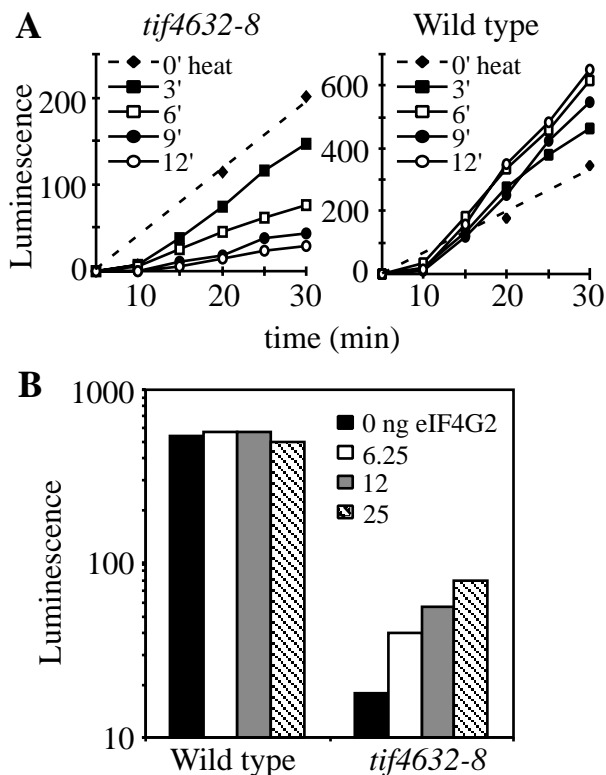 A
tif4632-8
Wild type
0' heat
3'
6'
9'
12'
0' heat
3'
6'
9'
12'
Luminescence
200
100
0
600
400
200
0
10
20
30
10
20
30
time (min)
B
1000
100
10
Luminescence
0 ng eIF4G2
6.25
12
25
Wild type
tif4632-8